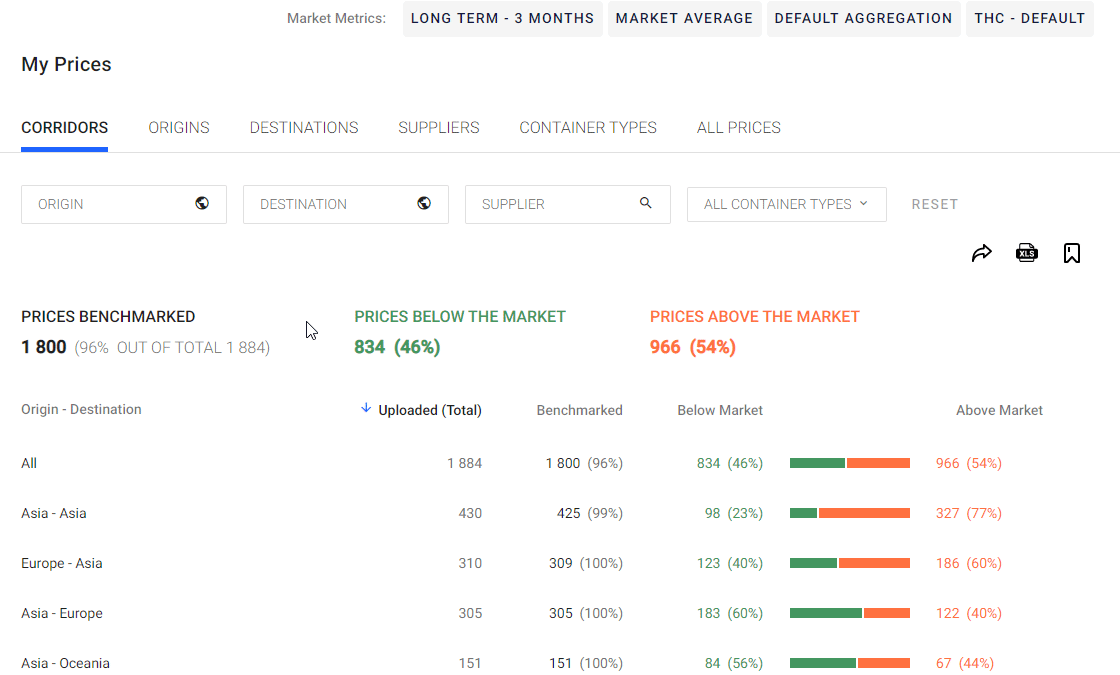 Market Metrics: LONG TERM - 3 MONTHS MARKET AVERAGE DEFAULT AGGREGATION THC - DEFAULT
My Prices
CORRIDORS ORIGINS DESTINATIONS SUPPLIERS CONTAINER TYPES ALL PRICES
ORIGIN DESTINATION SUPPLIER ALL CONTAINER TYPES RESET
XLS
PRICES BENCHMARKED PRICES BELOW THE MARKET PRICES ABOVE THE MARKET
1 800 (96% OUT OF TOTAL 1 884) 834 (46%) 966 (54%)
Origin - Destination Uploaded (Total) Benchmarked Below Market Above Market
All 1 884 1 800 (96%) 834 (46%) 966 (54%)
Asia - Asia 430 425 (99%) 98 (23%) 327 (77%)
Europe - Asia 310 309 (100%) 123 (40%) 186 (60%)
Asia - Europe 305 305 (100%) 183 (60%) 122 (40%)
Asia - Oceania 151 151 (100%) 84 (56%) 67 (44%)